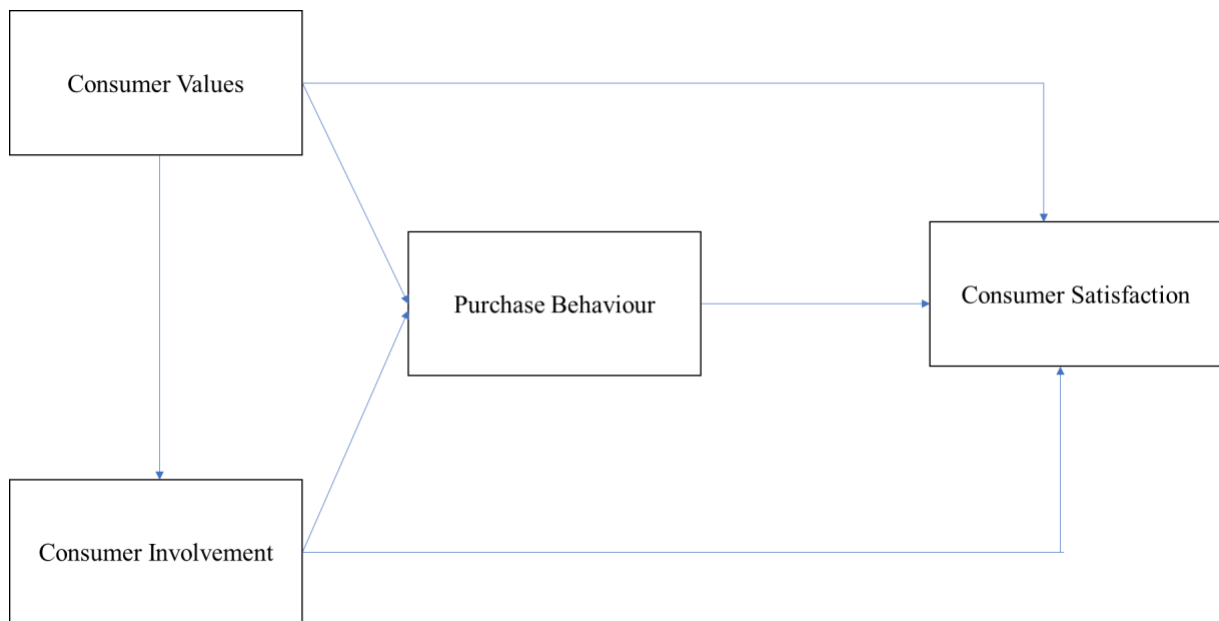 Consumer Values
Purchase Behaviour
Consumer Satisfaction
Consumer Involvement